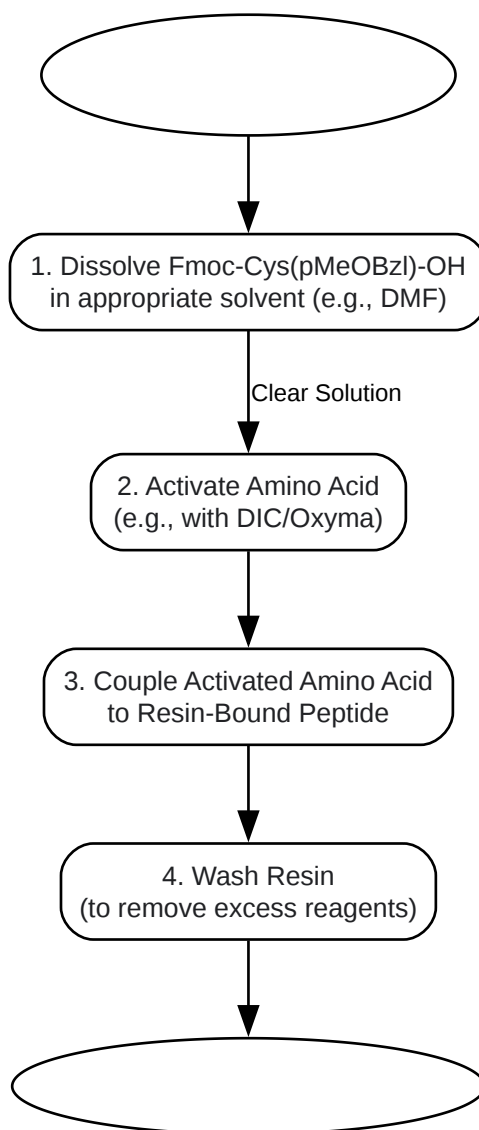 1. Dissolve Fmoc-Cys(pMeOBzl)-OH
in appropriate solvent (e.g., DMF)
Clear Solution
2. Activate Amino Acid
(e.g., with DIC/Oxyma)
3. Couple Activated Amino Acid
to Resin-Bound Peptide
4. Wash Resin
(to remove excess reagents)